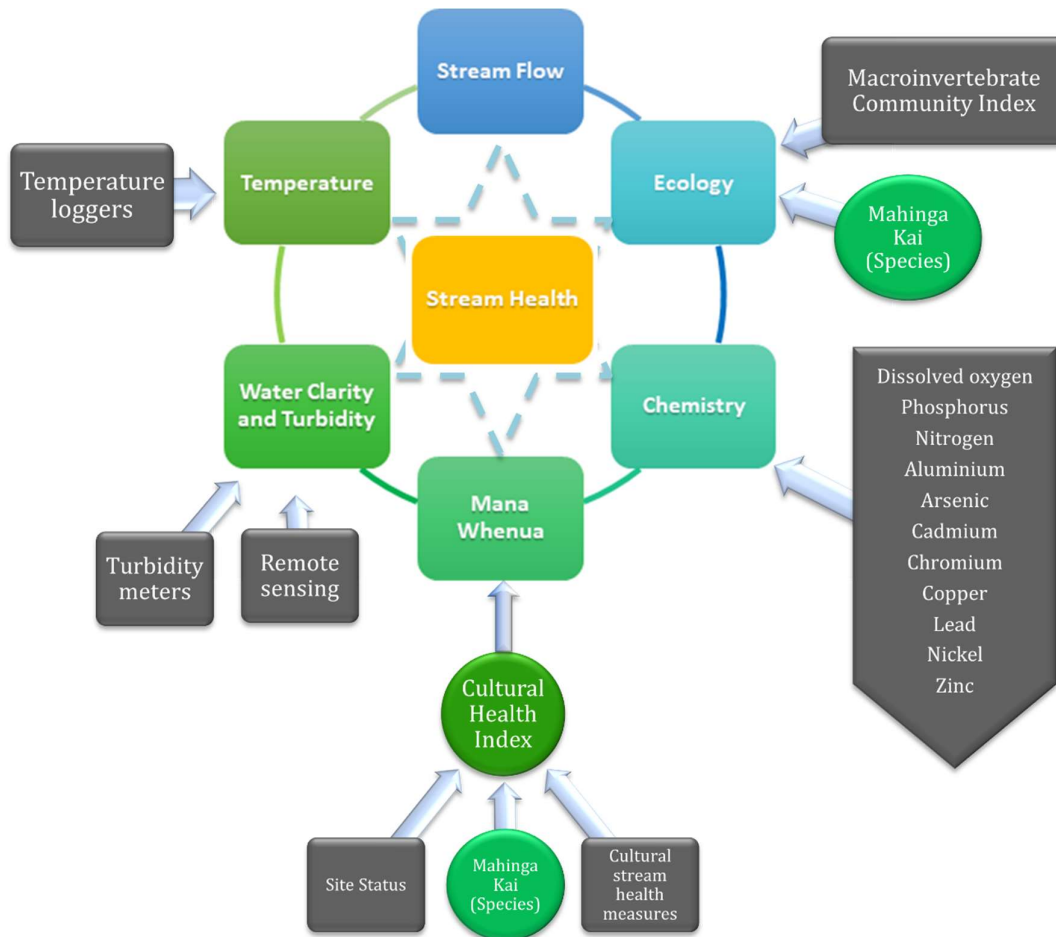 Stream Flow
Macroinvertebrate
Community Index
Temperature
loggers
Temperature
Ecology
Mahinga
Kai
(Species)
Stream Health
Water Clarity
and Turbidity
Chemistry
Dissolved oxygen
Phosphorus
Nitrogen
Aluminium
Arsenic
Cadmium
Chromium
Copper
Lead
Nickel
Zinc
Mana
Whenua
Turbidity
meters
Remote
sensing
Cultural
Health
Index
Site Status
Mahinga
Kai
(Species)
Cultural
stream
health
measures